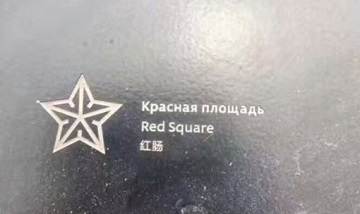 Красная площадь
Red Square
红肠